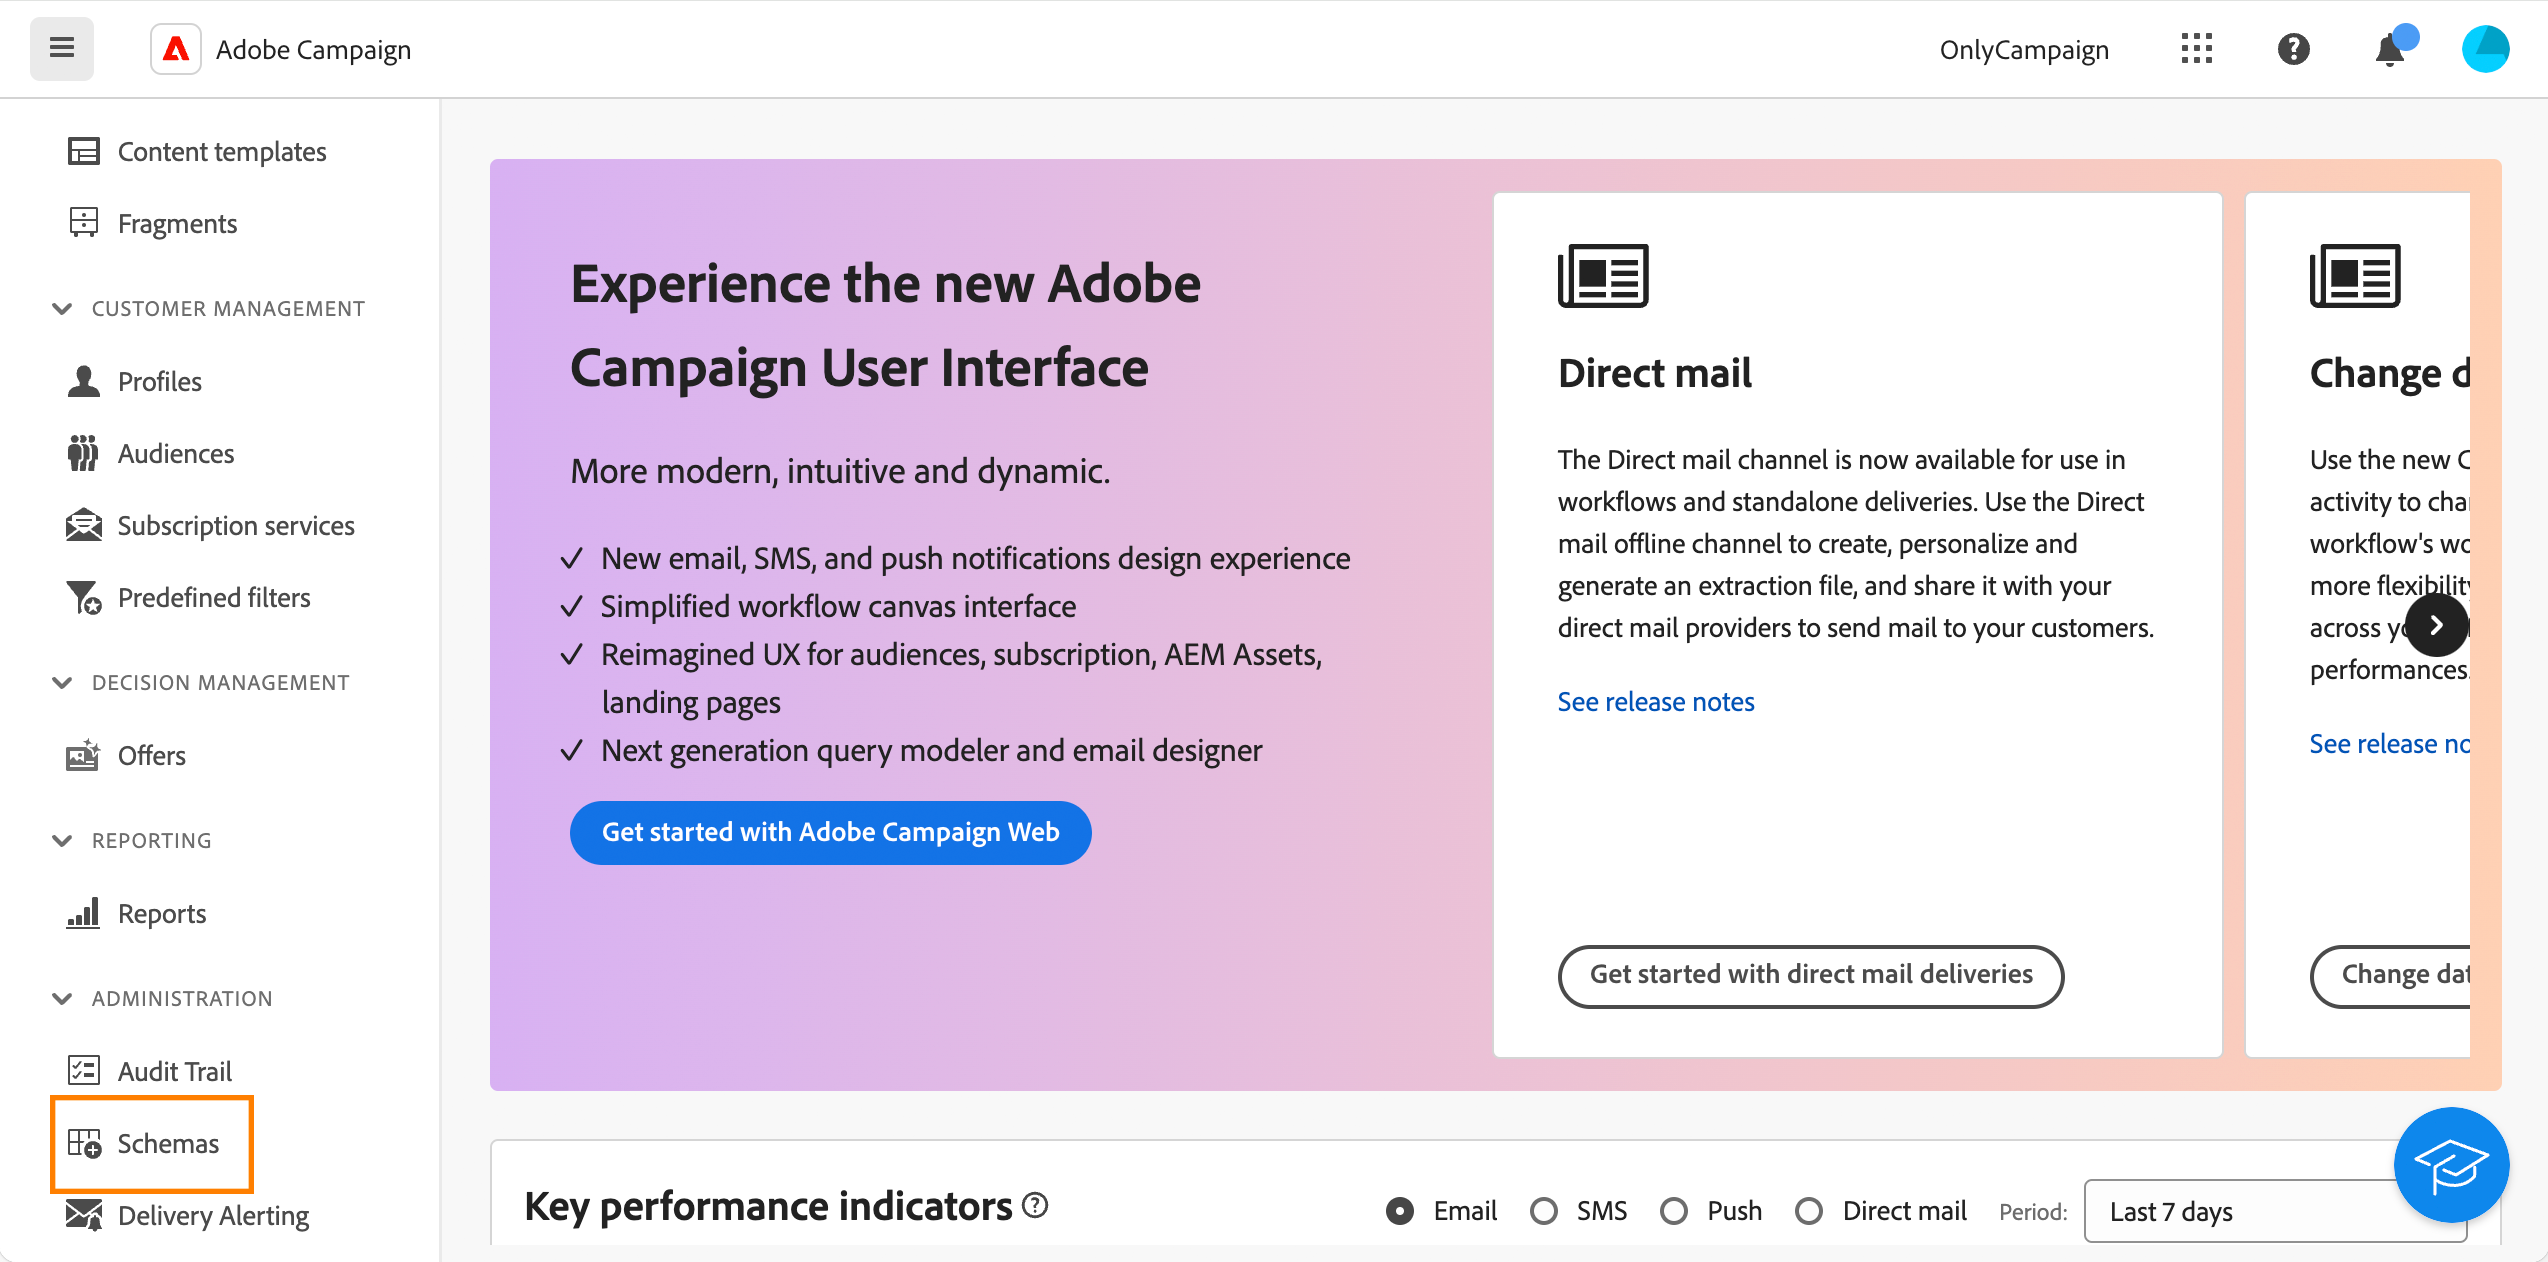 Adobe Campaign
OnlyCampaign
Content templates
Fragments
CUSTOMER MANAGEMENT
Profiles
Audiences
Subscription services
Predefined filters
DECISION MANAGEMENT
Offers
REPORTING
Reports
ADMINISTRATION
Audit Trail
Schemas
Delivery Alerting
Experience the new Adobe
Campaign User Interface
More modern, intuitive and dynamic.
New email, SMS, and push notifications design experience
Simplified workflow canvas interface
Reimagined UX for audiences, subscription, AEM Assets,
landing pages
Next generation query modeler and email designer
Get started with Adobe Campaign Web
Direct mail
The Direct mail channel is now available for use in
workflows and standalone deliveries. Use the Direct
mail offline channel to create, personalize and
generate an extraction file, and share it with your
direct mail providers to send mail to your customers.
See release notes
Get started with direct mail deliveries
Change
Use the new
activity to
workflow's
more flexibility
across
performances.
See release
Change
Key performance indicators
Email
SMS
Push
Direct mail
Period:
Last 7 days